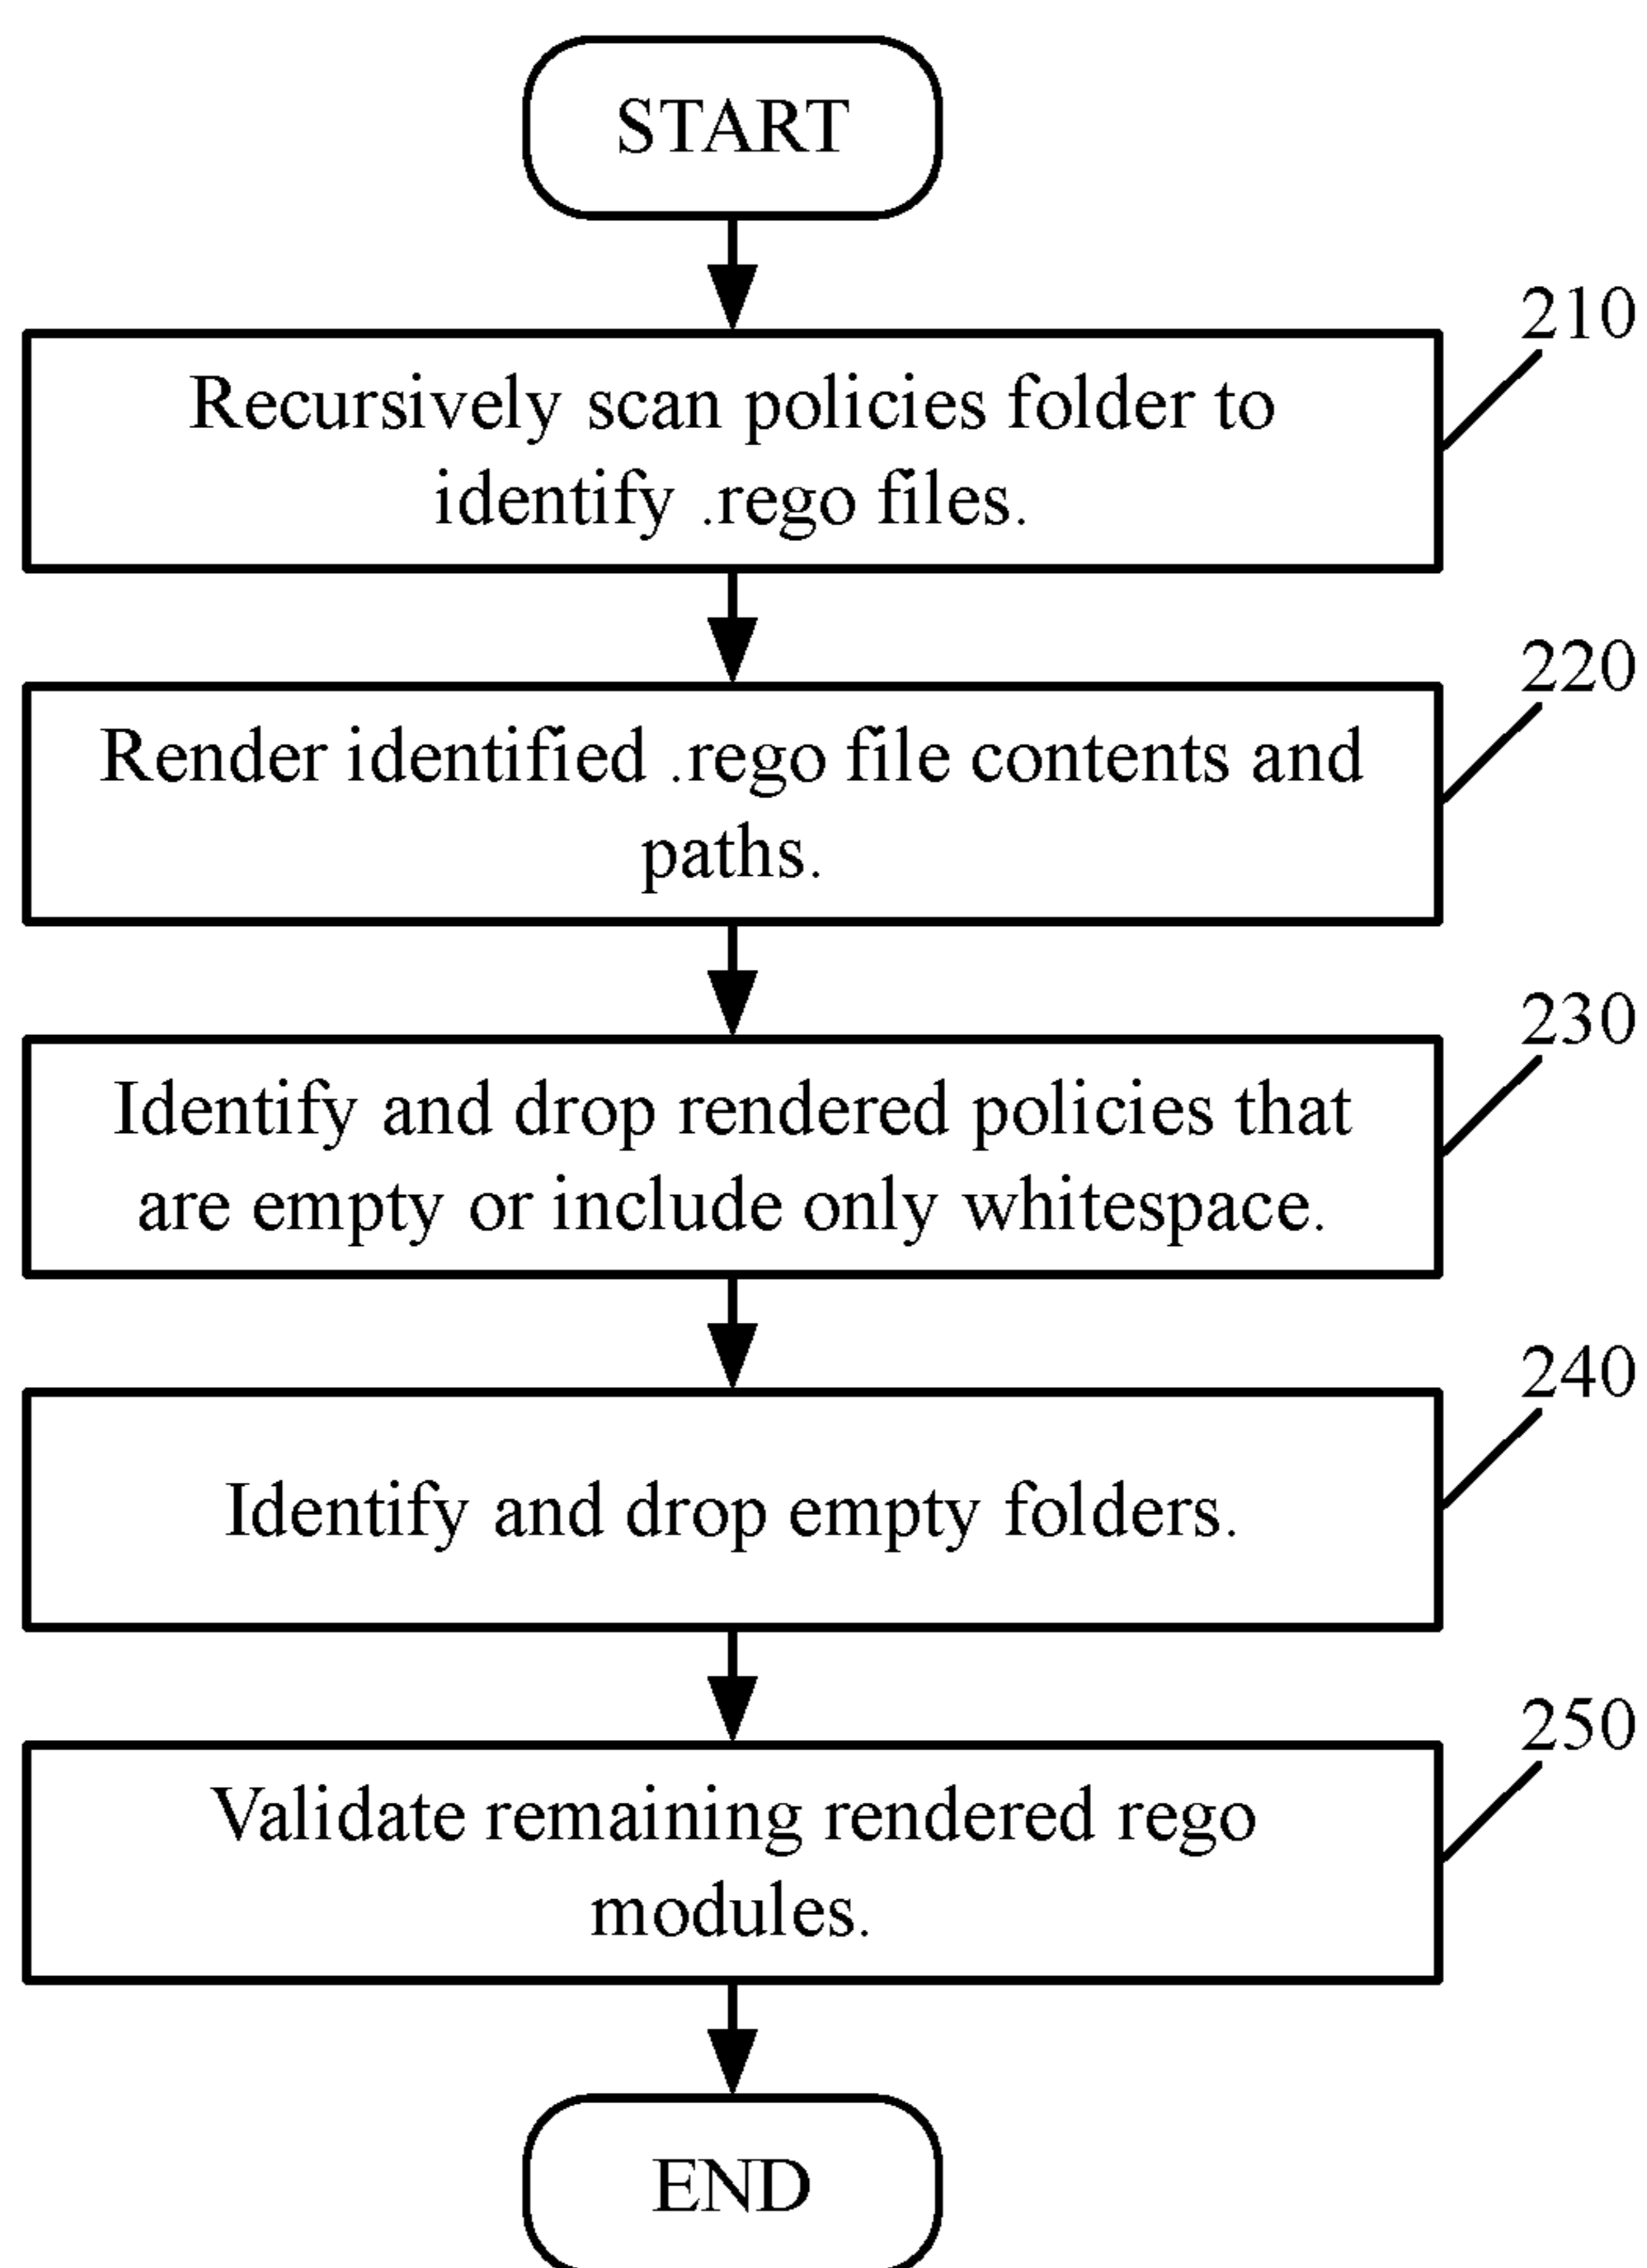 START
210
Recursively scan policies folder to
identify .rego files.
220
Render identified .rego file contents and
paths.
230
Identify and drop rendered policies that
are empty or include only whitespace.
240
Identify and drop empty folders.
250
Validate remaining rendered rego
modules.
END